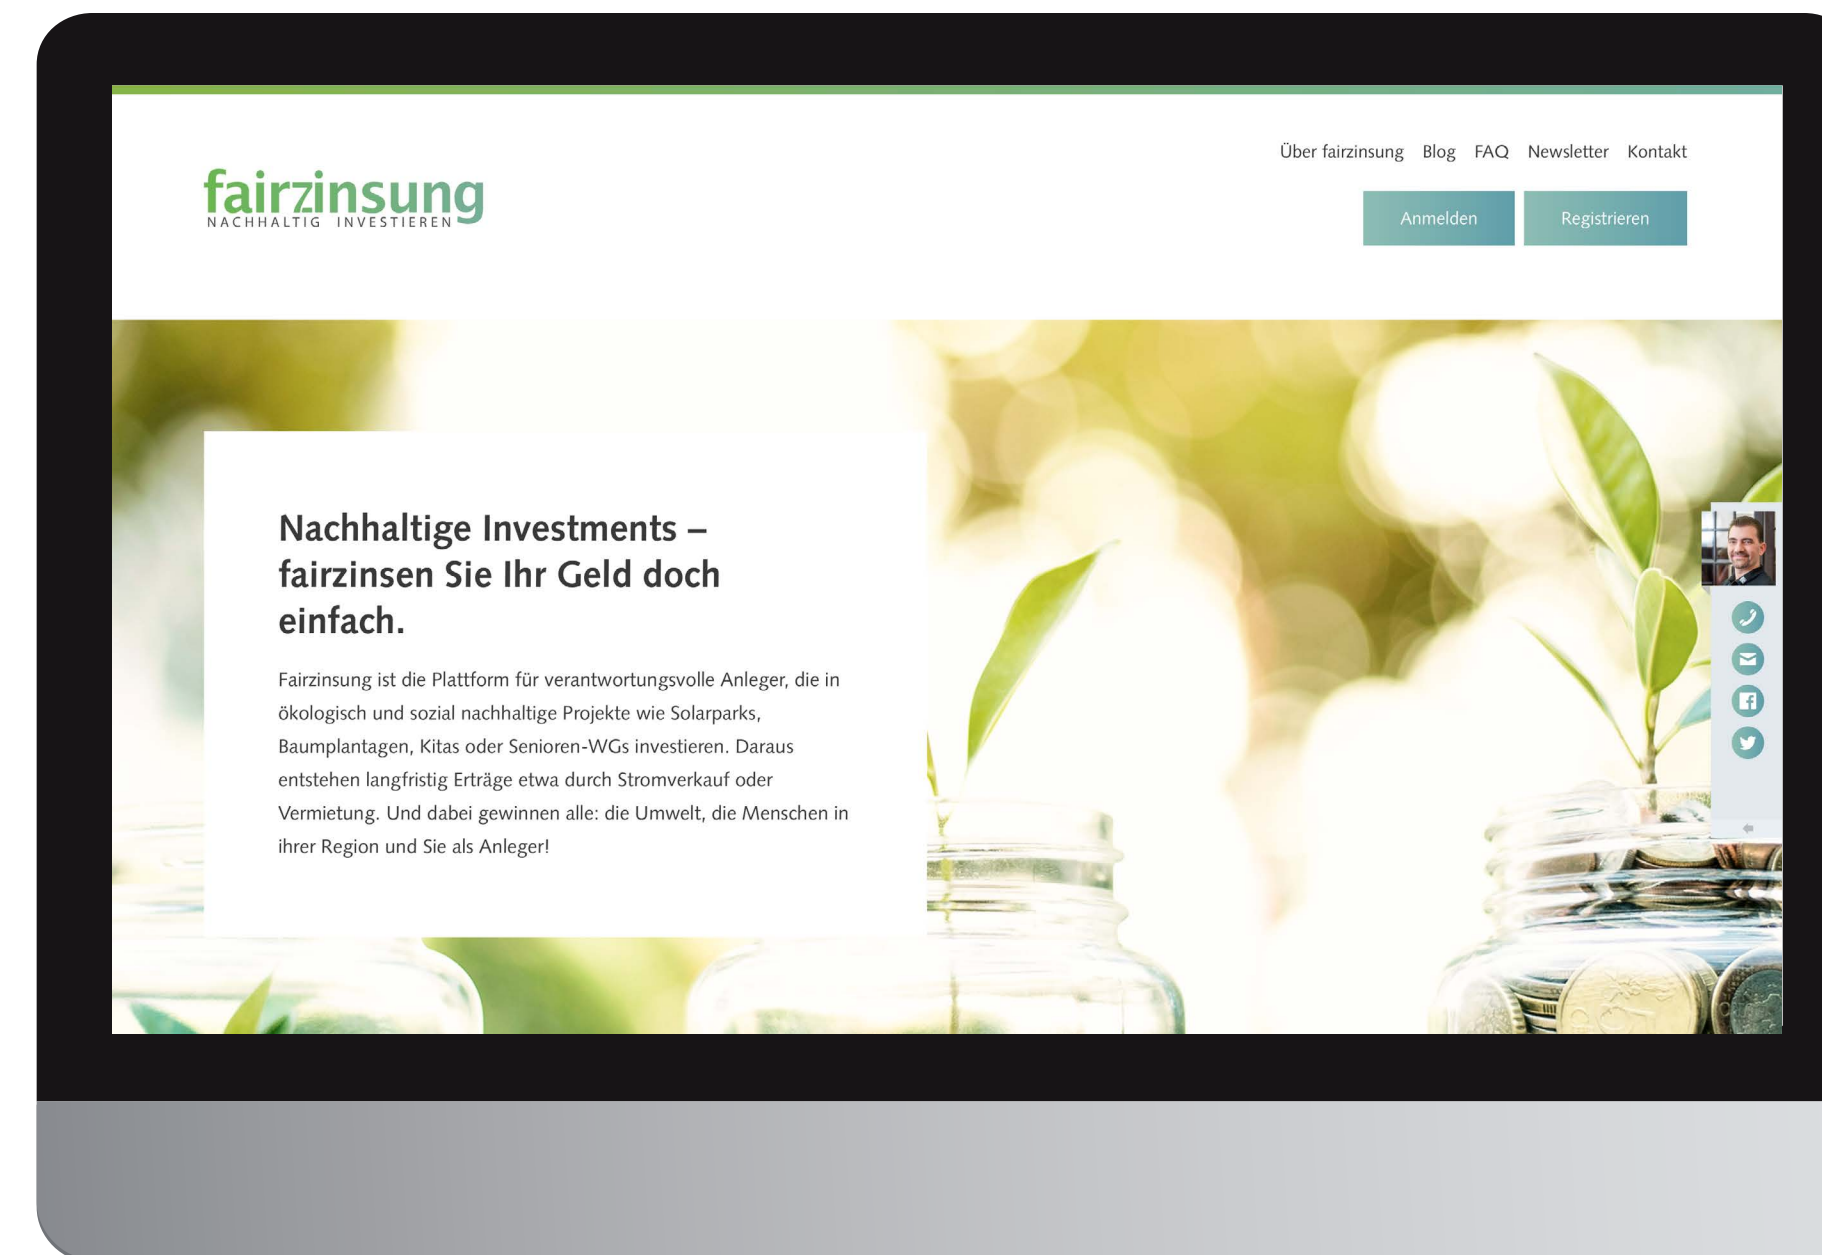 Über fairzinsung Blog FAQ Newsletter Kontakt
fairzinsung
NACHHALTIG INVESTIEREN
Anmelden Registrieren
Nachhaltige Investments –
fairzinsen Sie Ihr Geld doch
einfach.
Fairzinsung ist die Plattform für verantwortungsvolle Anleger, die in
ökologisch und sozial nachhaltige Projekte wie Solarparks,
Baumplantagen, Kitas oder Senioren-WGs investieren. Daraus
entstehen langfristig Erträge etwa durch Stromverkauf oder
Vermietung. Und dabei gewinnen alle: die Umwelt, die Menschen in
ihrer Region und Sie als Anleger!